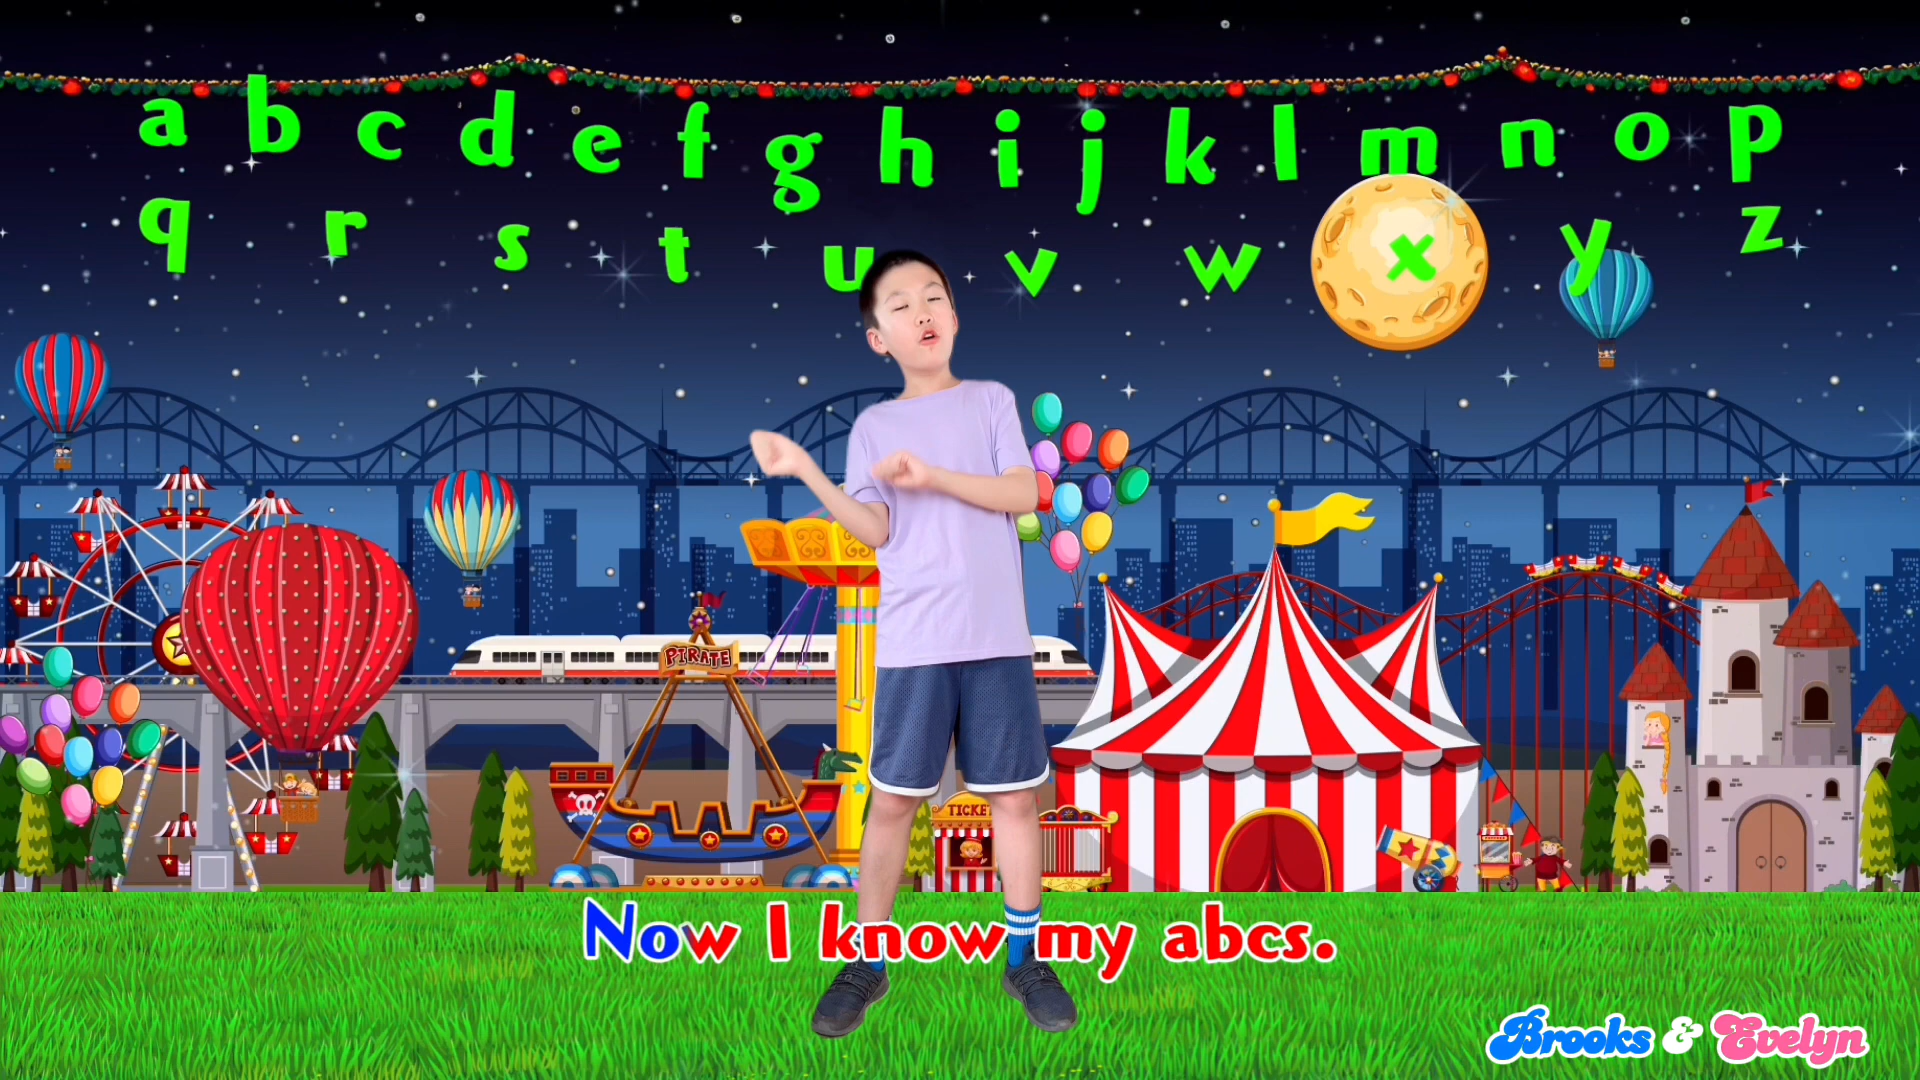 a b c d e f g h i j k l m n o p
q r s t u v w x y z
PIRATE
TICKET
Now I know my abcs.
Brooks & Evelyn